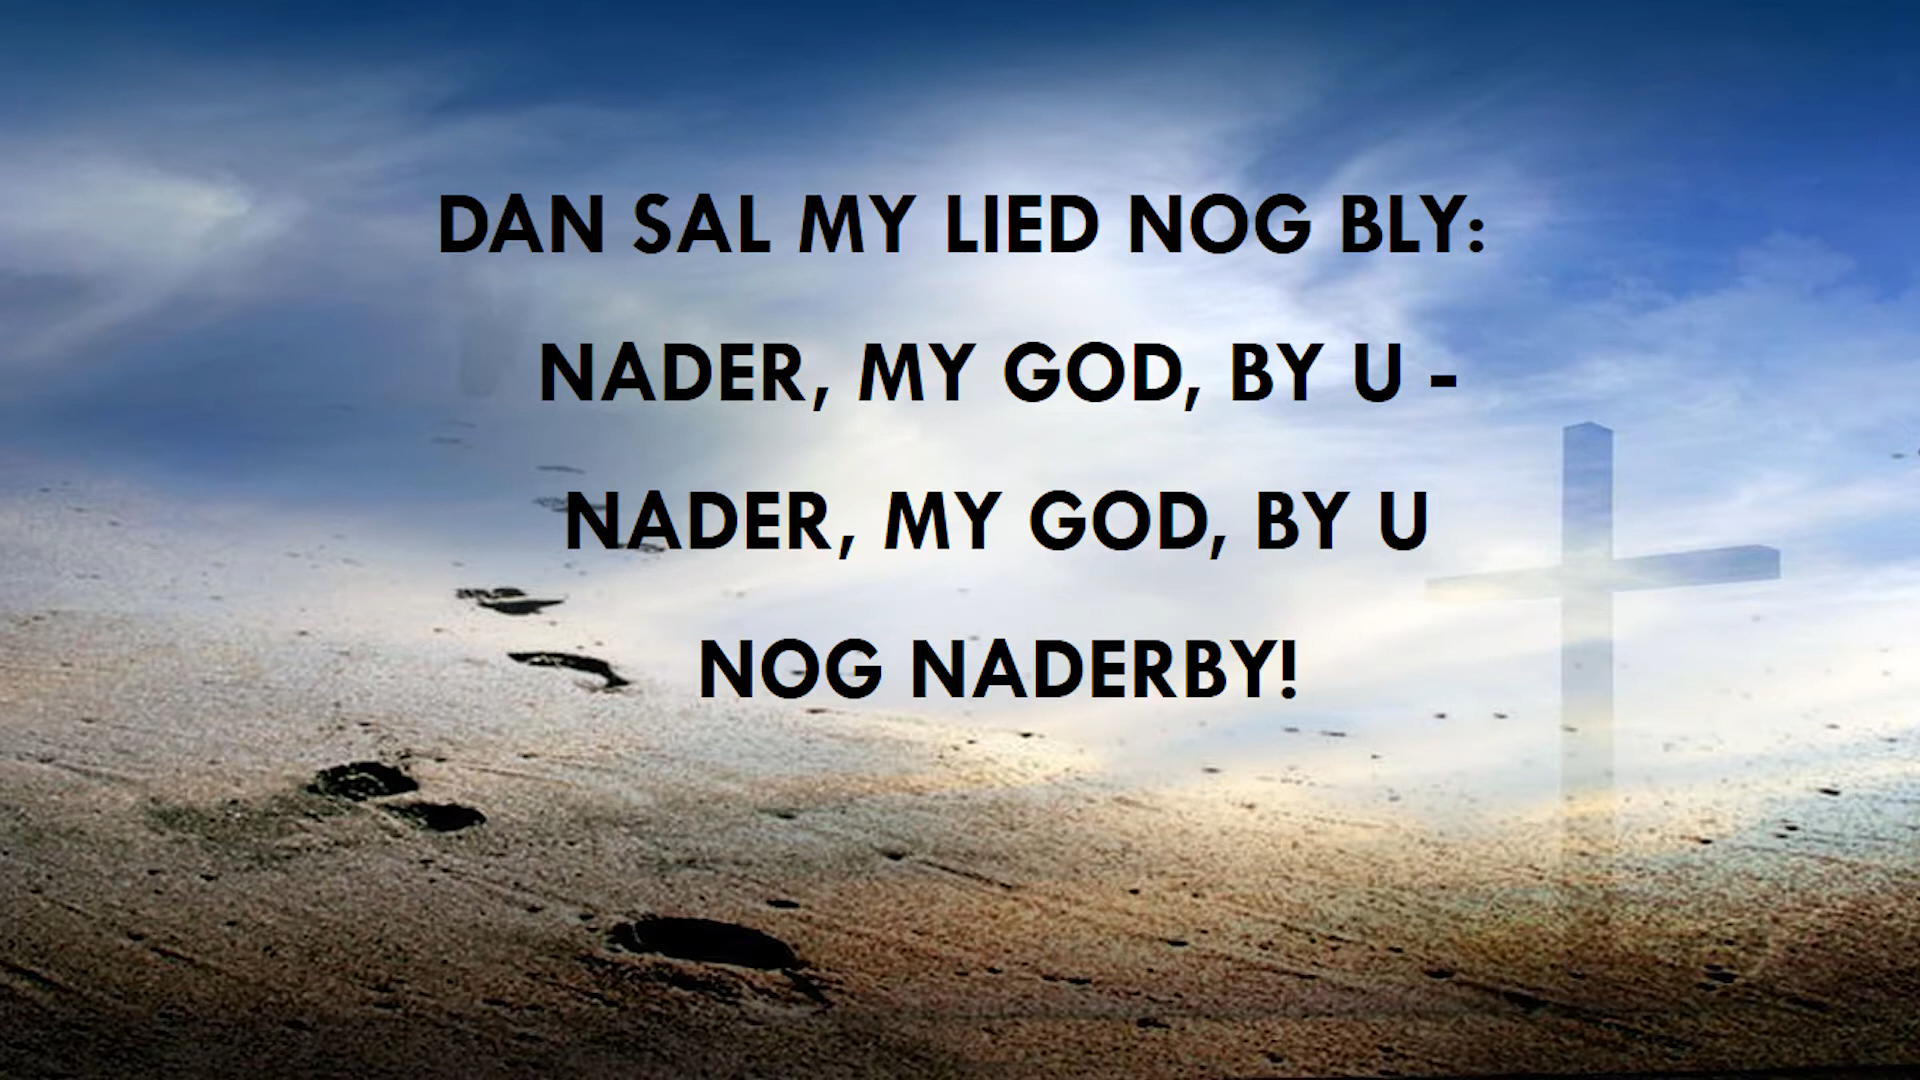 DAN SAL MY LIED NOG BLY:
NADER, MY GOD, BY U -
NADER, MY GOD, BY U
NOG NADERBY!